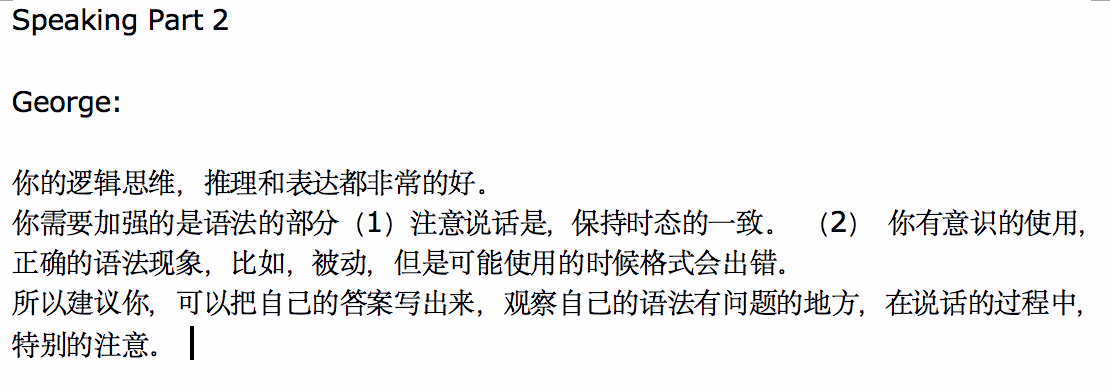 Speaking Part 2
George:
你的逻辑思维，推理和表达都非常的好。
你需要加强的是语法的部分（1）注意说话是，保持时态的一致。 （2） 你有意识的使用，
正确的语法现象，比如，被动，但是可能使用的时候格式会出错。
所以建议你，可以把自己的答案写出来，观察自己的语法有问题的地方，在说话的过程中，
特别的注意。